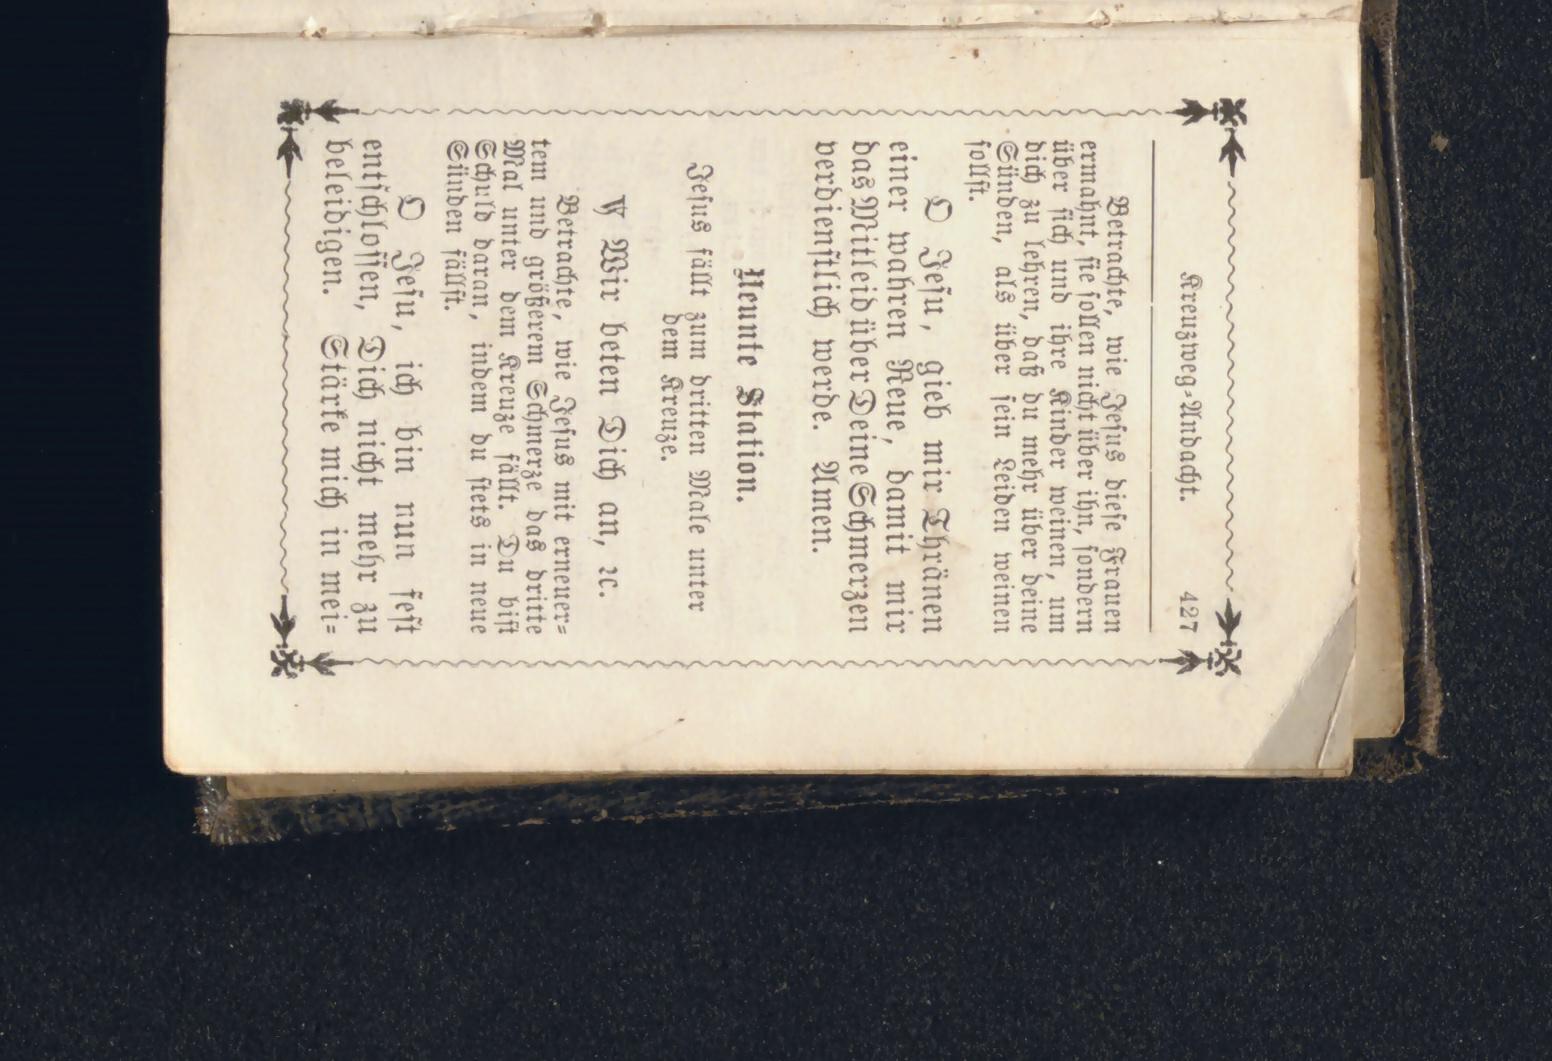 Kreuzweg=Andacht. 427
Betrachte, wie Jesus diese Frauen
ermahnt, sie sollen nicht über ihn, sondern
über sich und ihre Kinder weinen, um
dich zu lehren, daß du mehr über deine
Sünden, als über sein Leiden weinen
sollst.
O Jesu, gieb mir Thränen
einer wahren Reue, damit mir
das Mitleid über Deine Schmerzen
verdienstlich werde. Amen.
Neunte Station.
Jesus fällt zum dritten Male unter
dem Kreuze.
℣ Wir beten Dich an, ꝛc.
Betrachte, wie Jesus mit erneuer=
tem und größerem Schmerze das dritte
Mal unter dem Kreuze fällt. Du bist
Schuld daran, indem du stets in neue
Sünden fällst.
O Jesu, ich bin nun fest
entschlossen, Dich nicht mehr zu
beleidigen. Stärke mich in mei=